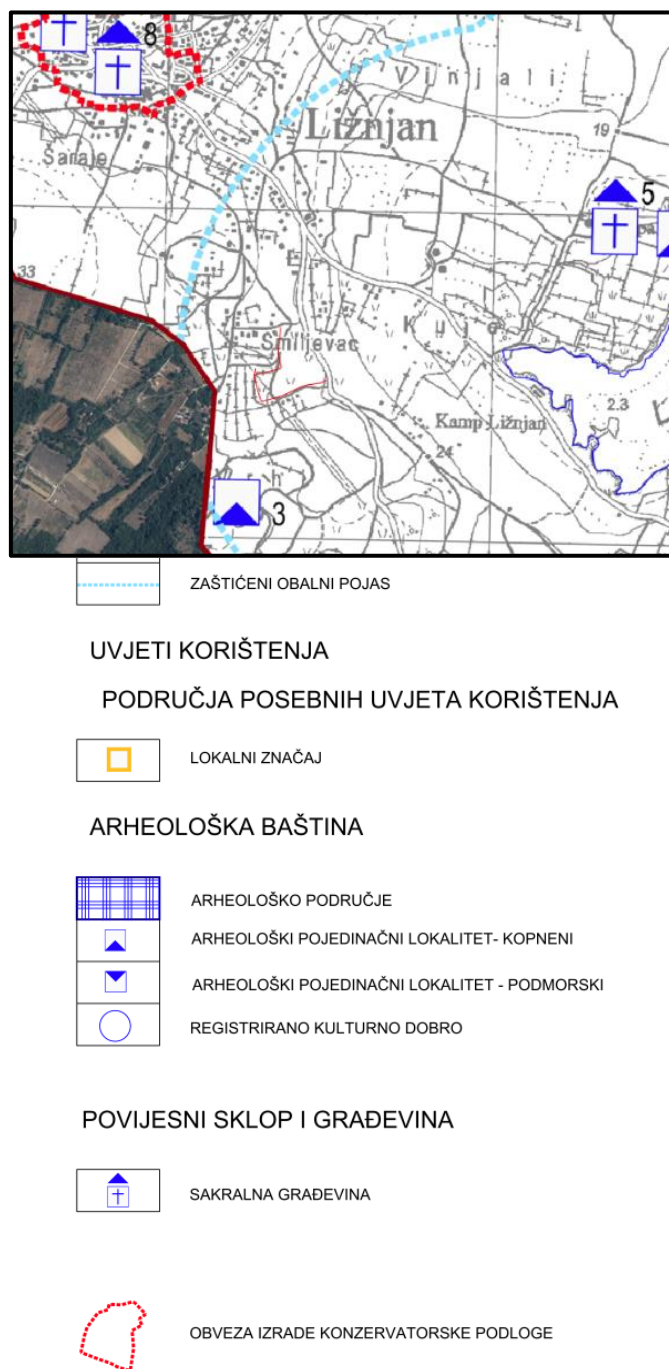 8
Vinjali
Ližnjan
19
Šaraje
5
33
Smiljevac
Kuje
2.3
Kamp Ližnjan
24
3
ZAŠTIĆENI OBALNI POJAS
UVJETI KORIŠTENJA
PODRUČJA POSEBNIH UVJETA KORIŠTENJA
LOKALNI ZNAČAJ
ARHEOLOŠKA BAŠTINA
ARHEOLOŠKO PODRUČJE
ARHEOLOŠKI POJEDINAČNI LOKALITET- KOPNENI
ARHEOLOŠKI POJEDINAČNI LOKALITET - PODMORSKI
REGISTRIRANO KULTURNO DOBRO
POVIJESNI SKLOP I GRAĐEVINA
SAKRALNA GRAĐEVINA
OBVEZA IZRADE KONZERVATORSKE PODLOGE